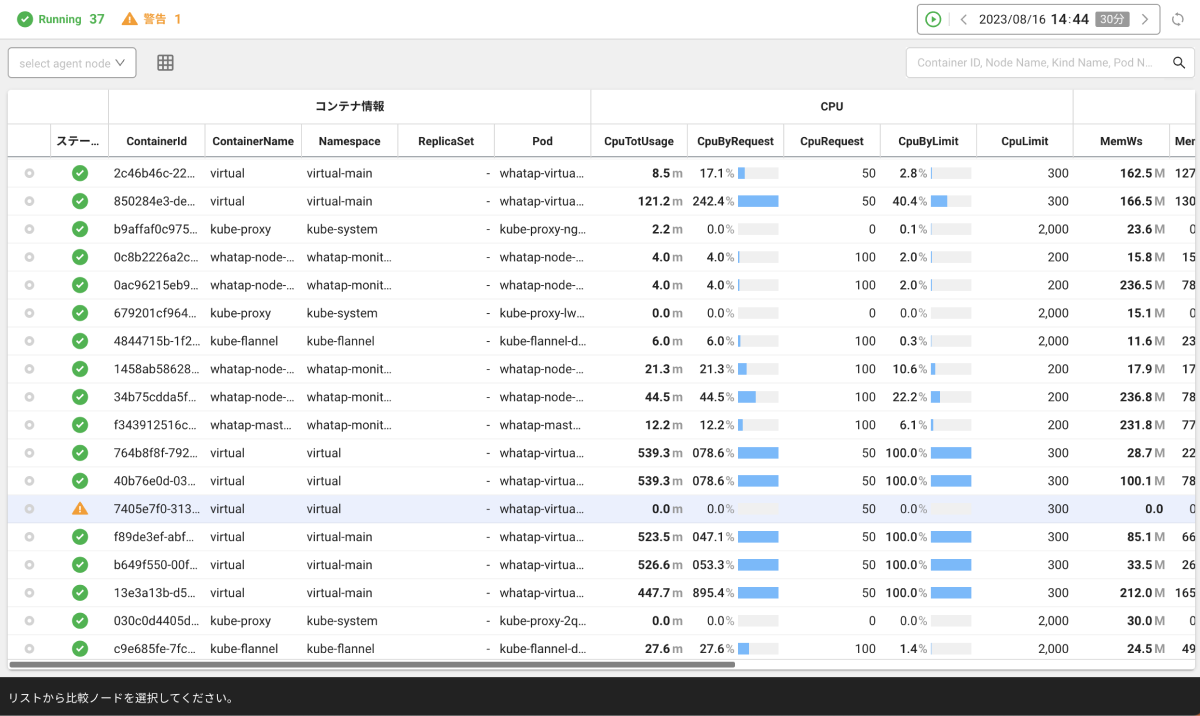 Running 37 警告 1 2023/08/16 14:44 30分
select agent node Container ID, Node Name, Kind Name, Pod N...
コンテナ情報 CPU
ステー... ContainerId ContainerName Namespace ReplicaSet Pod CpuTotUsage CpuByRequest CpuRequest CpuByLimit CpuLimit MemWs Mer
2c46b46c-22... virtual virtual-main - whatap-virtua... 8.5 m 17.1% 50 2.8% 300 162.5 M 127
850284e3-de... virtual virtual-main - whatap-virtua... 121.2 m 242.4% 50 40.4% 300 166.5 M 130
b9affaf0c975... kube-proxy kube-system - kube-proxy-ng... 2.2 m 0.0% 0 0.1% 2,000 23.6 M 0
0c8b2226a2c... whatap-node-... whatap-monit... - whatap-node-... 4.0 m 4.0% 100 2.0% 200 15.8 M 15
0ac96215eb9... whatap-node-... whatap-monit... - whatap-node-... 4.0 m 4.0% 100 2.0% 200 236.5 M 78
679201cf964... kube-proxy kube-system - kube-proxy-lw... 0.0 m 0.0% 0 0.0% 2,000 15.1 M 0
4844715b-1f2... kube-flannel kube-flannel - kube-flannel-d... 6.0 m 6.0% 100 0.3% 2,000 11.6 M 23
1458ab58628... whatap-node-... whatap-monit... - whatap-node-... 21.3 m 21.3% 100 10.6% 200 17.9 M 17
34b75cdda5f... whatap-node-... whatap-monit... - whatap-node-... 44.5 m 44.5% 100 22.2% 200 236.8 M 78
f343912516c... whatap-mast... whatap-monit... - whatap-mast... 12.2 m 12.2% 100 6.1% 200 231.8 M 77
764b8f8f-792... virtual virtual - whatap-virtua... 539.3 m 078.6% 50 100.0% 300 28.7 M 22
40b76e0d-03... virtual virtual - whatap-virtua... 539.3 m 078.6% 50 100.0% 300 100.1 M 78
7405e7f0-313... virtual virtual - whatap-virtua... 0.0 m 0.0% 50 0.0% 300 0.0 0
f89de3ef-abf... virtual virtual-main - whatap-virtua... 523.5 m 047.1% 50 100.0% 300 85.1 M 66
b649f550-00f... virtual virtual-main - whatap-virtua... 526.6 m 053.3% 50 100.0% 300 33.5 M 26
13e3a13b-d5... virtual virtual-main - whatap-virtua... 447.7 m 895.4% 50 100.0% 300 212.0 M 165
030c0d4405d... kube-proxy kube-system - kube-proxy-2q... 0.0 m 0.0% 0 0.0% 2,000 30.0 M 0
c9e685fe-7fc... kube-flannel kube-flannel - kube-flannel-d... 27.6 m 27.6% 100 1.4% 2,000 24.5 M 49
リストから比較ノードを選択してください。